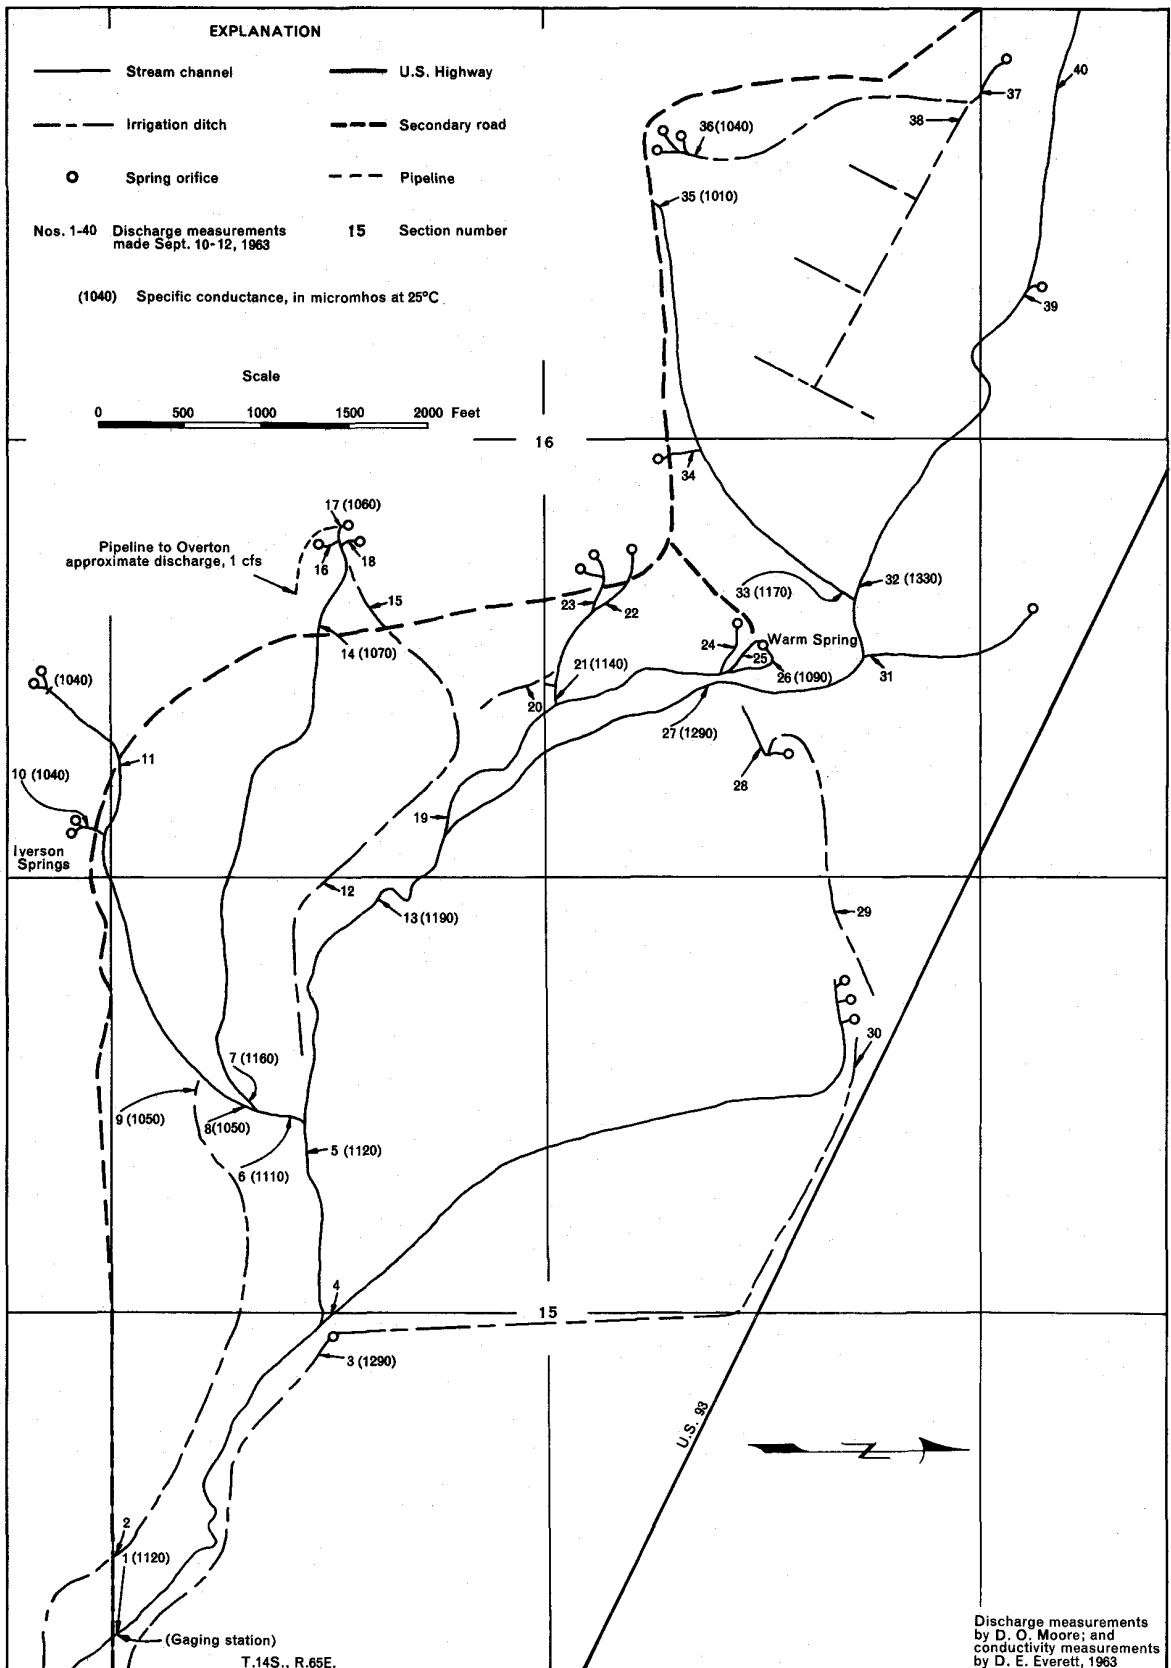 EXPLANATION
Stream channel
U.S. Highway
Irrigation ditch
Secondary road
Spring orifice
Pipeline
Nos. 1-40 Discharge measurements
made Sept. 10-12, 1963
15 Section number
(1040) Specific conductance, in micromhos at 25°C
Scale
0 500 1000 1500 2000 Feet
40
37
38
36 (1040)
35 (1010)
39
16
34
17 (1060)
Pipeline to Overton
approximate discharge, 1 cfs
16
18
15
23
22
33 (1170)
32 (1330)
14 (1070)
24
Warm Spring
25
26 (1090)
31
(1040)
21 (1140)
20
27 (1290)
11
10 (1040)
28
19
Iverson
Springs
12
13 (1190)
29
30
7 (1160)
9 (1050)
8(1050)
5 (1120)
6 (1110)
4
15
3 (1290)
U.S. 93
N
2
1 (1120)
(Gaging station)
T.14S., R.65E.
Discharge measurements
by D. O. Moore; and
conductivity measurements
by D. E. Everett, 1963